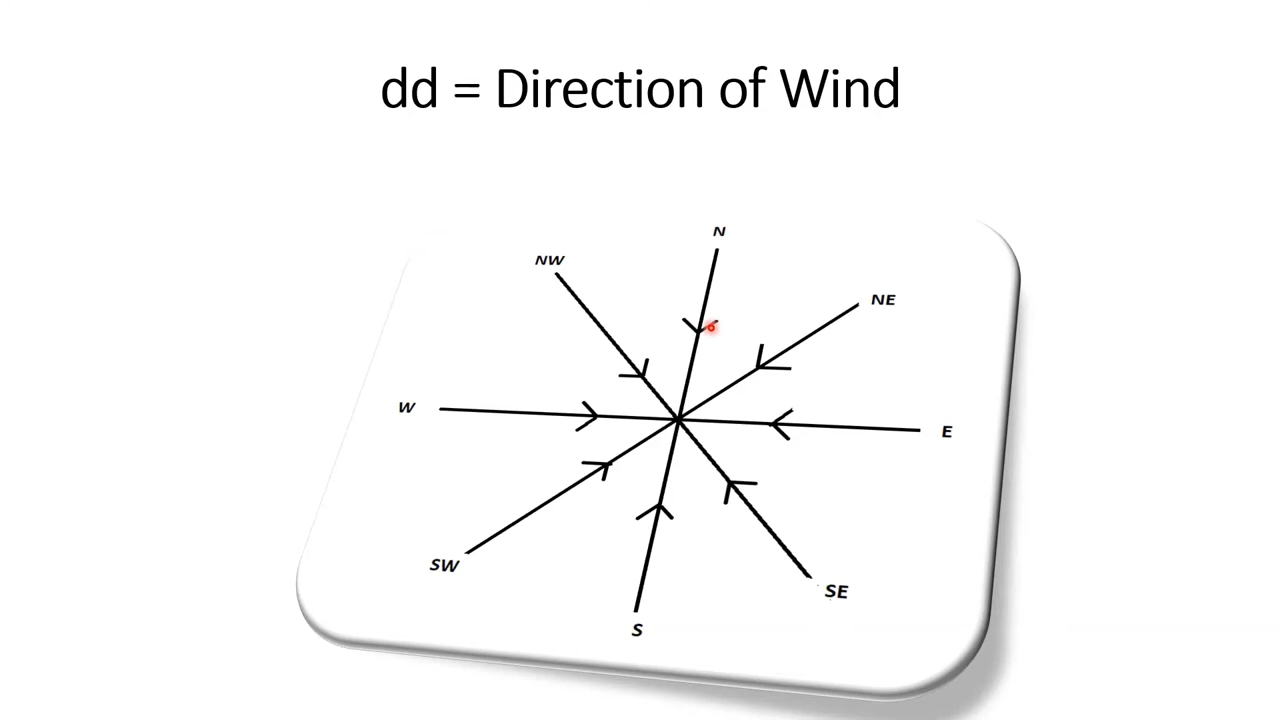 dd = Direction of Wind
N
NW
NE
W
E
SW
SE
S